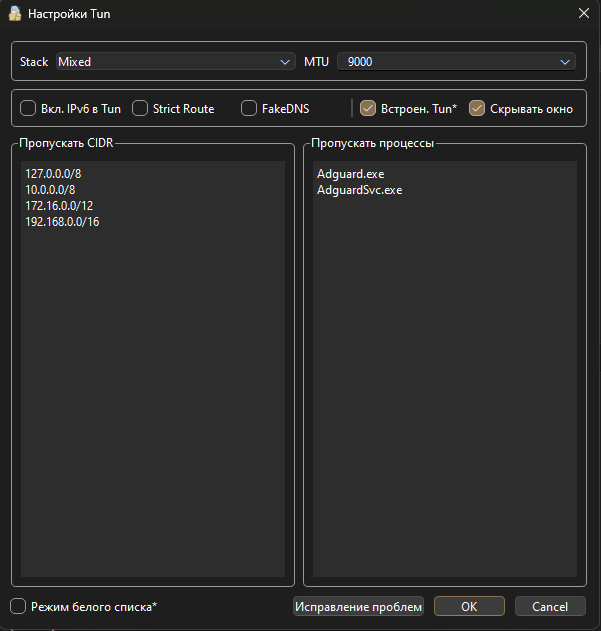 Настройки Tun
Stack Mixed MTU 9000
Вкл. IPv6 в Tun Strict Route FakeDNS Встроен. Tun* Скрывать окно
Пропускать CIDR
127.0.0.0/8
10.0.0.0/8
172.16.0.0/12
192.168.0.0/16
Пропускать процессы
Adguard.exe
AdguardSvc.exe
Режим белого списка* Исправление проблем OK Cancel